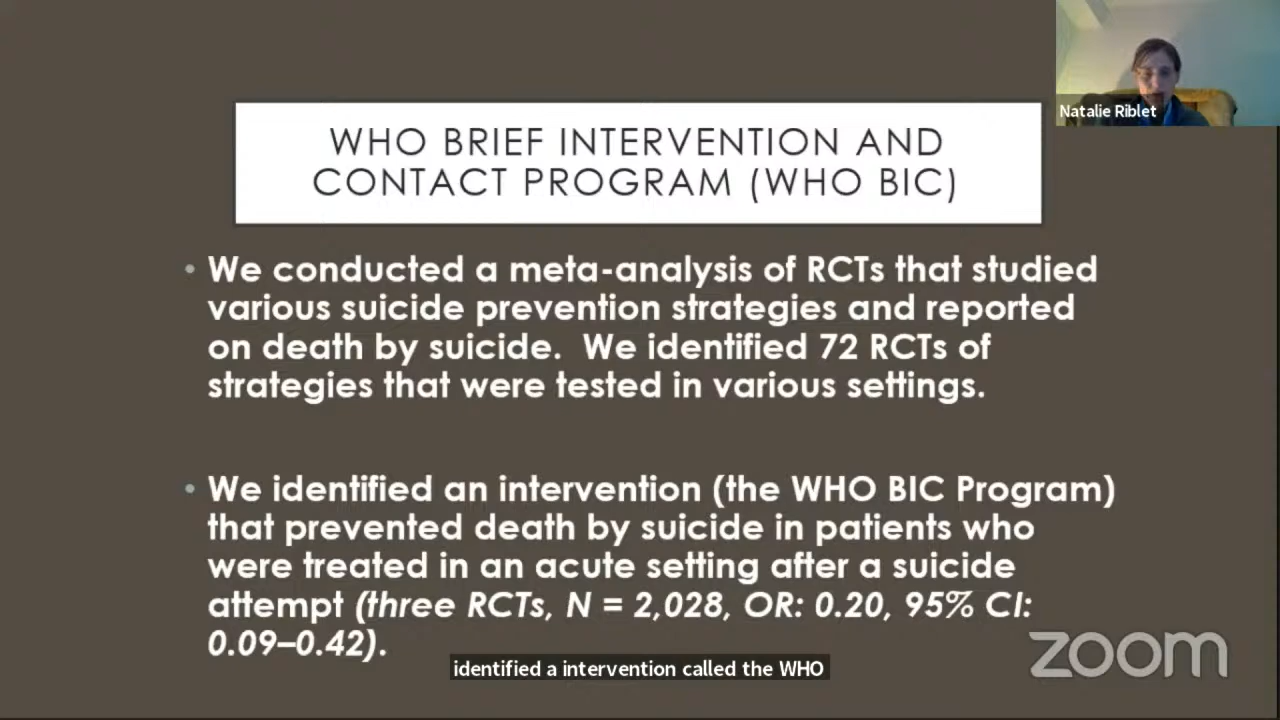 Natalie Riblet
WHO BRIEF INTERVENTION AND
CONTACT PROGRAM (WHO BIC)
• We conducted a meta-analysis of RCTs that studied
various suicide prevention strategies and reported
on death by suicide.  We identified 72 RCTs of
strategies that were tested in various settings.
• We identified an intervention (the WHO BIC Program)
that prevented death by suicide in patients who
were treated in an acute setting after a suicide
attempt (three RCTs, N = 2,028, OR: 0.20, 95% CI:
0.09–0.42).
identified a intervention called the WHO
zoom